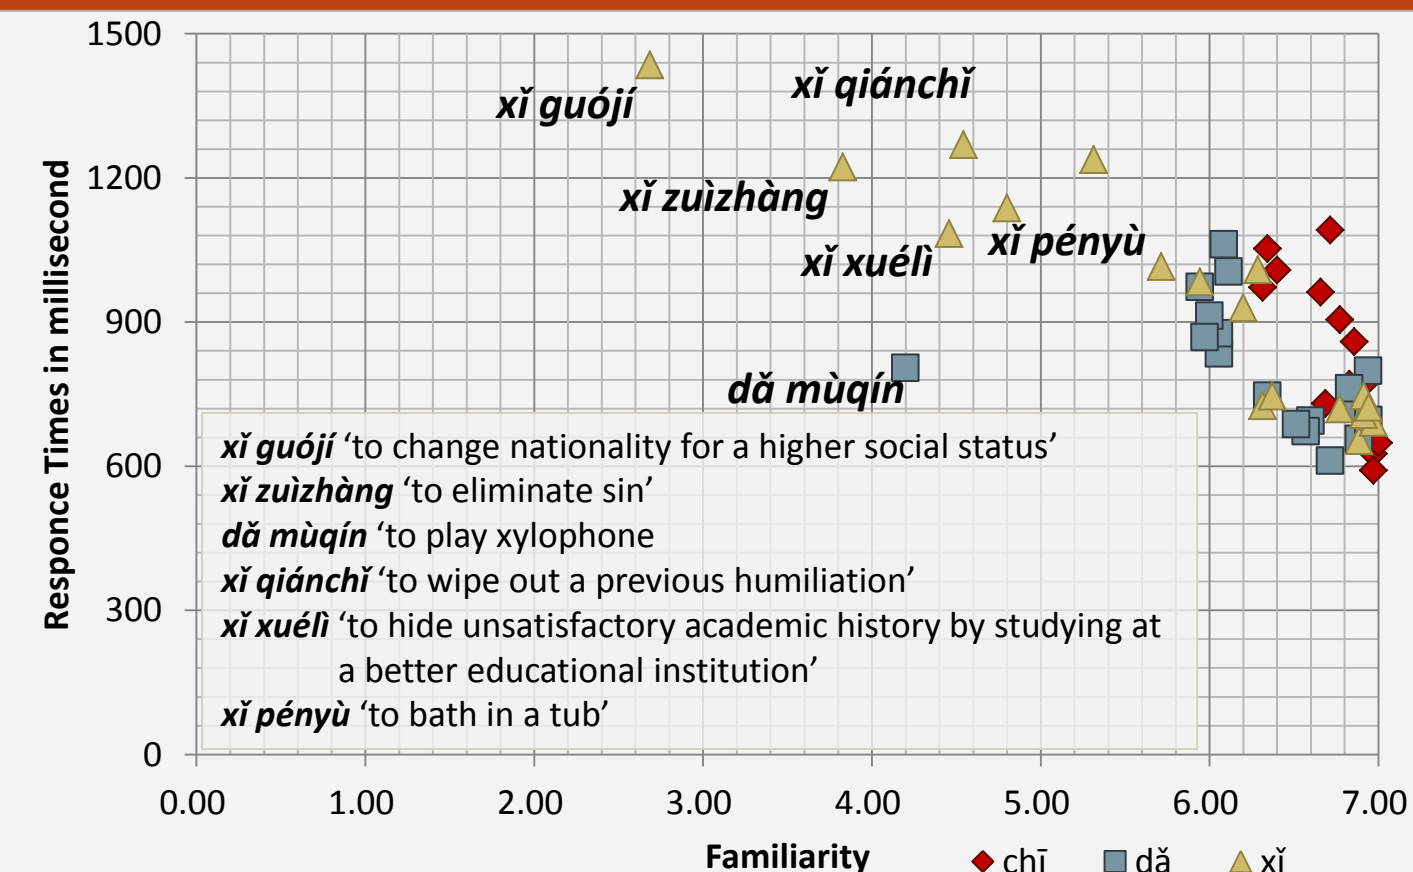 1500
1200
900
600
300
0
Responce Times in millisecond
xǐ guójí
xǐ qiánchǐ
xǐ zuìzhàng
xǐ xuélì
xǐ pényù
dǎ mùqín
xǐ guójí ‘to change nationality for a higher social status’
xǐ zuìzhàng ‘to eliminate sin’
dǎ mùqín ‘to play xylophone
xǐ qiánchǐ ‘to wipe out a previous humiliation’
xǐ xuélì ‘to hide unsatisfactory academic history by studying at
a better educational institution’
xǐ pényù ‘to bath in a tub’
0.00 1.00 2.00 3.00 4.00 5.00 6.00 7.00
Familiarity
chī dǎ xǐ